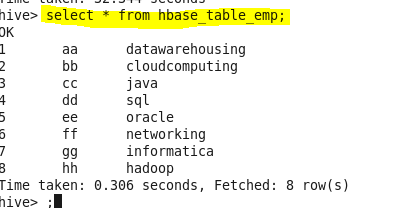 Time taken: 32.344 seconds
hive> select * from hbase_table_emp;
OK
1 aa datawarehousing
2 bb cloudcomputing
3 cc java
4 dd sql
5 ee oracle
6 ff networking
7 gg informatica
8 hh hadoop
Time taken: 0.306 seconds, Fetched: 8 row(s)
hive> ;